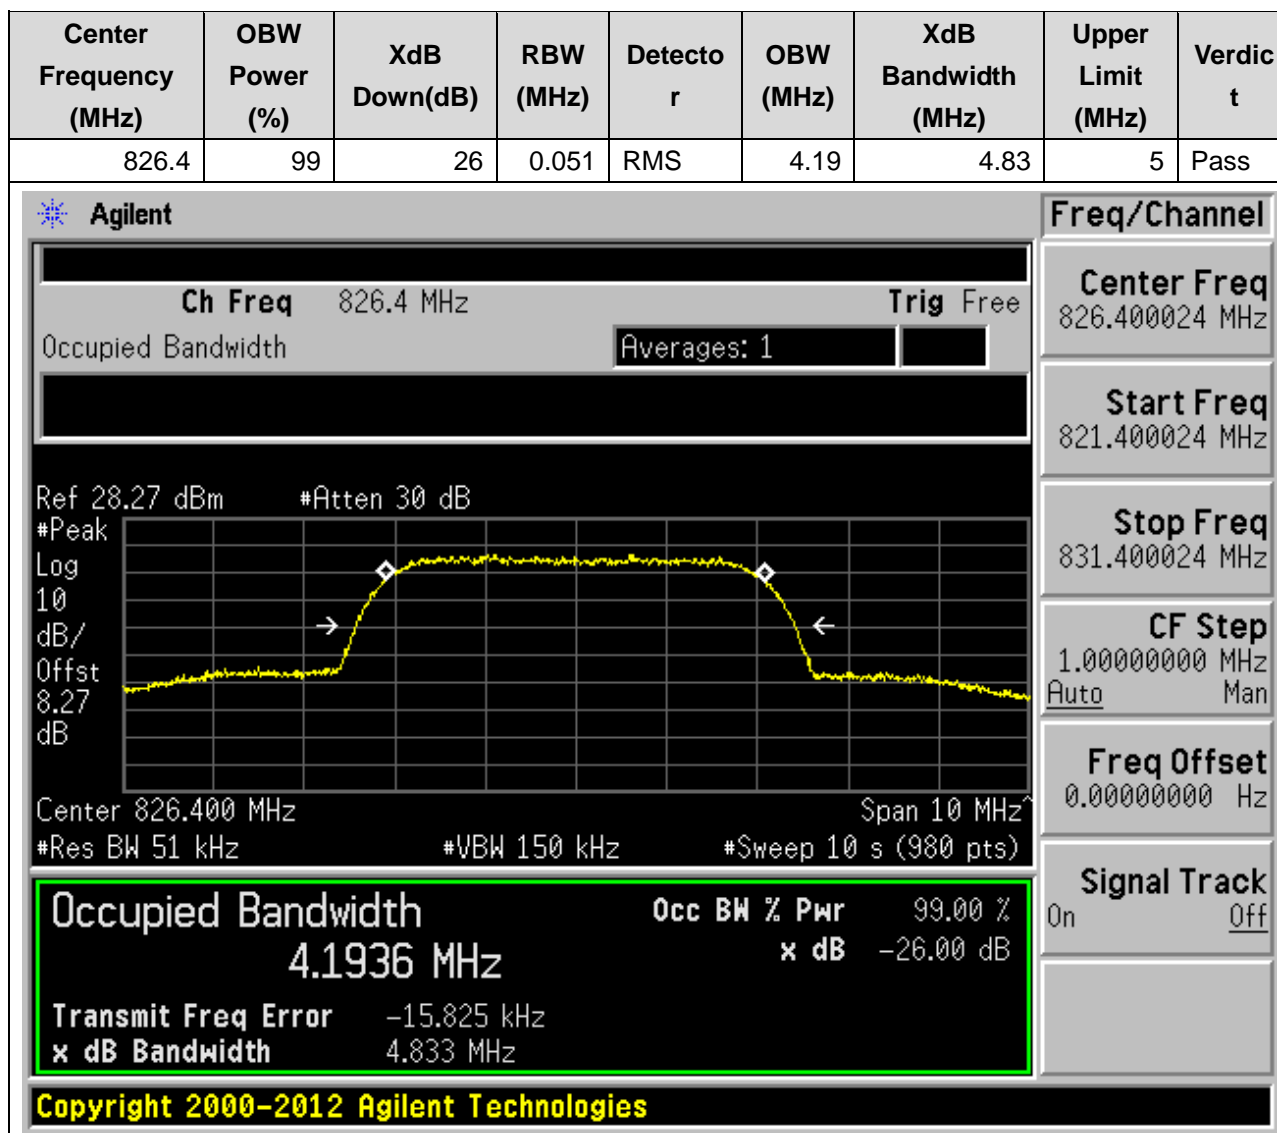 Center Frequency (MHz) OBW Power (%) XdB Down(dB) RBW (MHz) Detecto r OBW (MHz) XdB Bandwidth (MHz) Upper Limit (MHz) Verdic t
826.4 99 26 0.051 RMS 4.19 4.83 5 Pass
Agilent
Freq/Channel
Ch Freq 826.4 MHz Trig Free
Occupied Bandwidth Averages: 1
Center Freq
826.400024 MHz
Start Freq
821.400024 MHz
Stop Freq
831.400024 MHz
CF Step
1.00000000 MHz
Auto Man
Freq Offset
0.00000000 Hz
Signal Track
On Off
Ref 28.27 dBm #Atten 30 dB
#Peak
Log
10
dB/
Offst
8.27
dB
Center 826.400 MHz Span 10 MHz^
#Res BW 51 kHz #VBW 150 kHz #Sweep 10 s (980 pts)
Occupied Bandwidth
4.1936 MHz
Occ BW % Pwr 99.00 %
x dB -26.00 dB
Transmit Freq Error -15.825 kHz
x dB Bandwidth 4.833 MHz
Copyright 2000-2012 Agilent Technologies